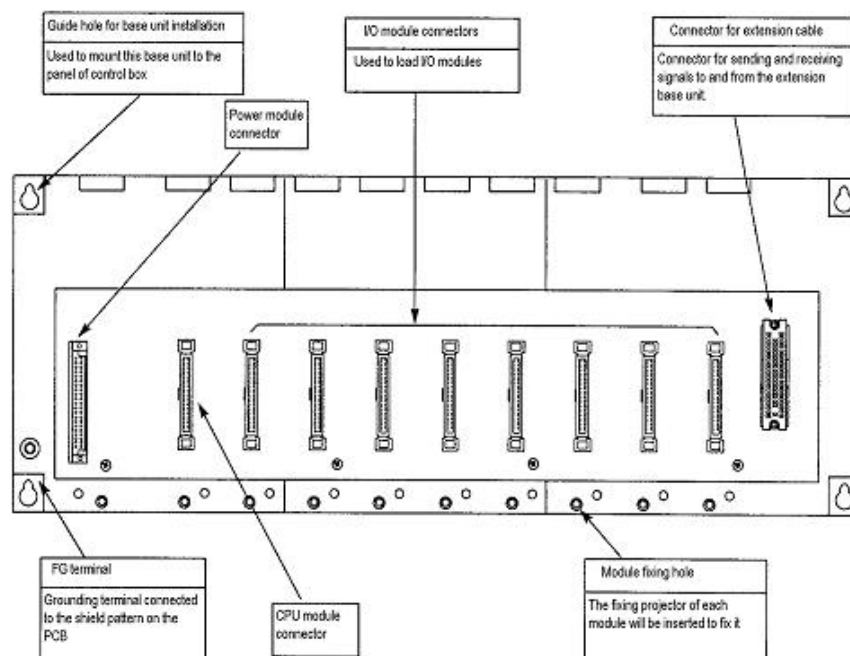 Guide hole for base unit installation
Used to mount this base unit to the
panel of control box
I/O module connectors
Used to load I/O modules
Connector for extension cable
Connector for sending and receiving
signals to and from the extension
base unit.
Power module
connector
FG terminal
Grounding terminal connected
to the shield pattern on the
PCB
CPU module
connector
Module fixing hole
The fixing projector of each
module will be inserted to fix it